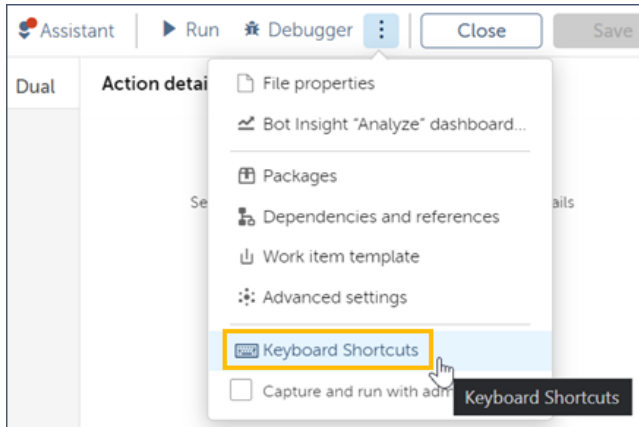 Assistant Run Debugger Close Save
Dual Action detai
File properties
Bot Insight “Analyze” dashboard...
Packages
Se ails
Dependencies and references
Work item template
Advanced settings
Keyboard Shortcuts
Capture and run with adm
Keyboard Shortcuts